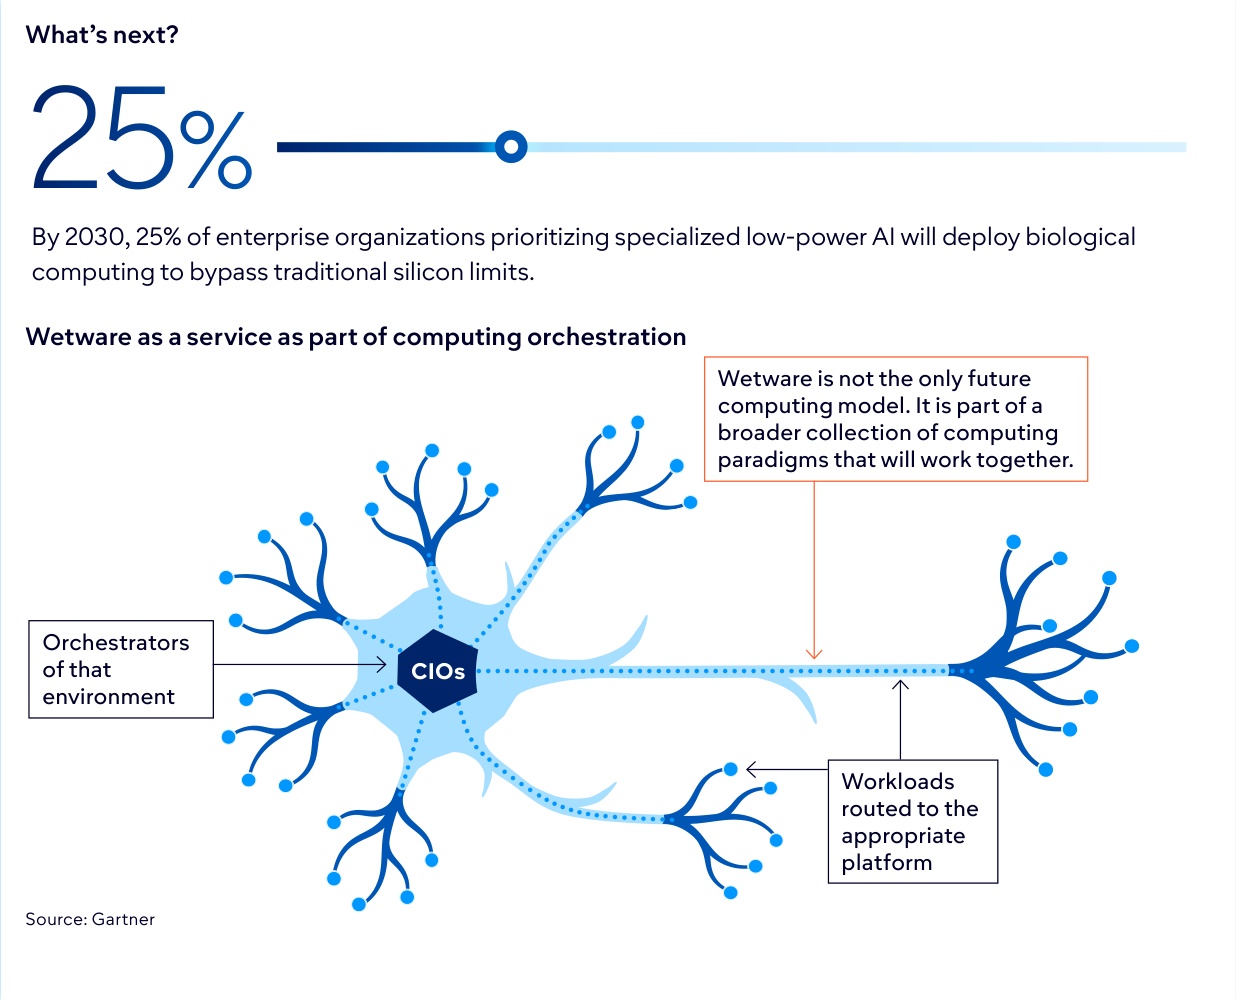 What's next?
25%
By 2030, 25% of enterprise organizations prioritizing specialized low-power AI will deploy biological
computing to bypass traditional silicon limits.
Wetware as a service as part of computing orchestration
Wetware is not the only future
computing model. It is part of a
broader collection of computing
paradigms that will work together.
Orchestrators
of that
environment
CIOs
Workloads
routed to the
appropriate
platform
Source: Gartner